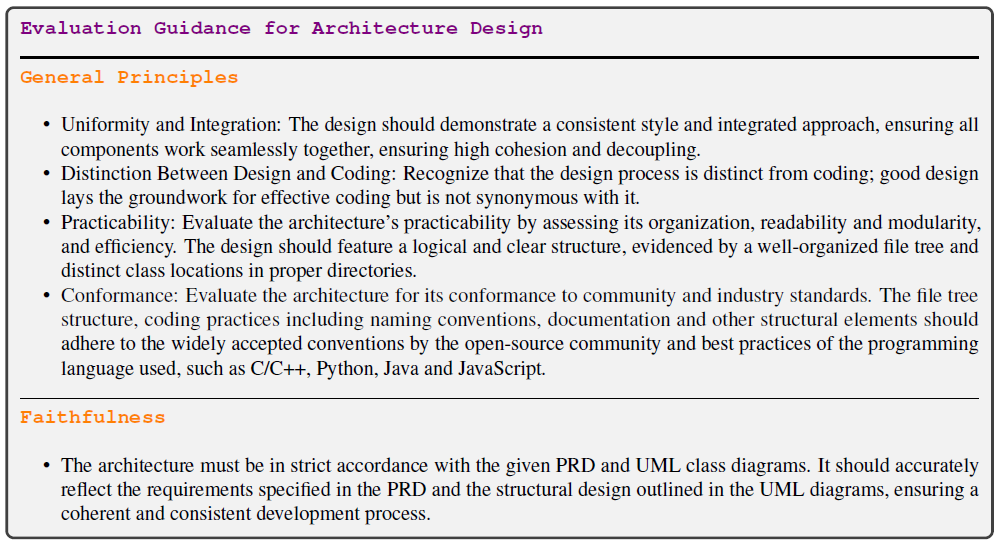 Evaluation Guidance for Architecture Design
General Principles
• Uniformity and Integration: The design should demonstrate a consistent style and integrated approach, ensuring all
components work seamlessly together, ensuring high cohesion and decoupling.
• Distinction Between Design and Coding: Recognize that the design process is distinct from coding; good design
lays the groundwork for effective coding but is not synonymous with it.
• Practicability: Evaluate the architecture's practicability by assessing its organization, readability and modularity,
and efficiency. The design should feature a logical and clear structure, evidenced by a well-organized file tree and
distinct class locations in proper directories.
• Conformance: Evaluate the architecture for its conformance to community and industry standards. The file tree
structure, coding practices including naming conventions, documentation and other structural elements should
adhere to the widely accepted conventions by the open-source community and best practices of the programming
language used, such as C/C++, Python, Java and JavaScript.
Faithfulness
• The architecture must be in strict accordance with the given PRD and UML class diagrams. It should accurately
reflect the requirements specified in the PRD and the structural design outlined in the UML diagrams, ensuring a
coherent and consistent development process.